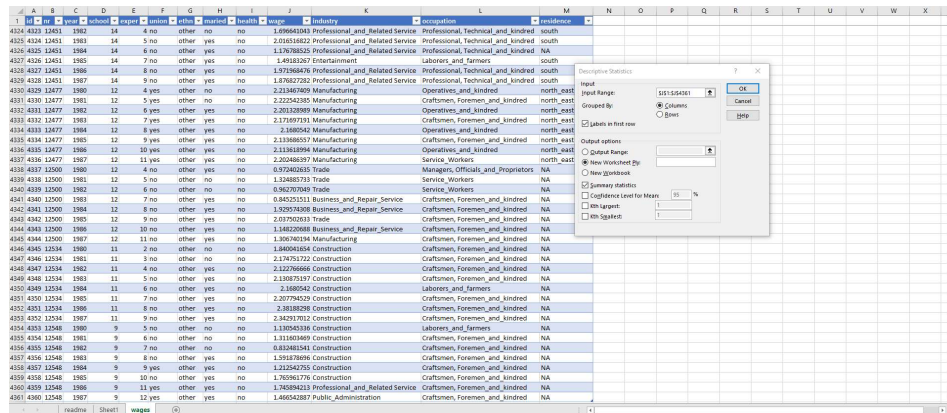 A B C D E F G H I J K L M N O P Q R S T U V W X
1 id nr year school exper union ethn maried health wage industry occupation residence
4324 4323 12451 1982 14 4 no other no no 1.696641043 Professional_and_Related Service Professional, Technical_and_kindred south
4325 4324 12451 1983 14 5 no other yes no 2.016516822 Professional_and_Related Service Professional, Technical_and_kindred south
4326 4325 12451 1984 14 6 no other yes no 1.176788525 Professional_and_Related Service Professional, Technical_and_kindred south
4327 4326 12451 1985 14 7 no other yes no 1.49183267 Entertainment Laborers_and_farmers south
4328 4327 12451 1986 14 8 no other yes no 1.971968476 Professional_and_Related Service Professional, Technical_and_kindred south
4329 4328 12451 1987 14 9 no other yes no 1.876827282 Professional_and_Related Service Professional, Technical_and_kindred south
4330 4329 12477 1980 12 4 yes other no no 2.213467409 Manufacturing Operatives_and_kindred north_east
4331 4330 12477 1981 12 5 yes other no no 2.222542385 Manufacturing Craftsmen, Foremen_and_kindred north_east
4332 4331 12477 1982 12 6 yes other yes no 2.201328989 Manufacturing Operatives_and_kindred north_east
4333 4332 12477 1983 12 7 yes other yes no 2.171697191 Manufacturing Craftsmen, Foremen_and_kindred north_east
4334 4333 12477 1984 12 8 yes other yes no 2.1680542 Manufacturing Operatives_and_kindred north_east
4335 4334 12477 1985 12 9 yes other yes no 2.133686557 Manufacturing Craftsmen, Foremen_and_kindred north_east
4336 4335 12477 1986 12 10 yes other yes no 2.113618994 Manufacturing Operatives_and_kindred north_east
4337 4336 12477 1987 12 11 yes other yes no 2.202486397 Manufacturing Service_Workers north_east
4338 4337 12500 1980 12 4 no other yes no 0.972402635 Trade Managers, Officials_and_Proprietors NA
4339 4338 12500 1981 12 5 no other yes no 1.324885733 Trade Service_Workers NA
4340 4339 12500 1982 12 6 no other yes no 0.962707049 Trade Service_Workers NA
4341 4340 12500 1983 12 7 no other yes no 0.845251511 Business_and_Repair_Service Craftsmen, Foremen_and_kindred NA
4342 4341 12500 1984 12 8 no other yes no 1.929574308 Business_and_Repair_Service Craftsmen, Foremen_and_kindred NA
4343 4342 12500 1985 12 9 no other yes no 2.037502633 Trade Craftsmen, Foremen_and_kindred NA
4344 4343 12500 1986 12 10 no other yes no 1.148220688 Business_and_Repair_Service Craftsmen, Foremen_and_kindred NA
4345 4344 12500 1987 12 11 no other yes no 1.306740194 Manufacturing Craftsmen, Foremen_and_kindred NA
4346 4345 12534 1980 11 2 no other no no 1.840041654 Construction Craftsmen, Foremen_and_kindred NA
4347 4346 12534 1981 11 3 no other no no 2.174751722 Construction Craftsmen, Foremen_and_kindred NA
4348 4347 12534 1982 11 4 no other yes no 2.122766666 Construction Craftsmen, Foremen_and_kindred NA
4349 4348 12534 1983 11 5 no other yes no 2.130875197 Construction Craftsmen, Foremen_and_kindred NA
4350 4349 12534 1984 11 6 no other yes no 2.1680542 Construction Laborers_and_farmers NA
4351 4350 12534 1985 11 7 no other yes no 2.207794529 Construction Craftsmen, Foremen_and_kindred NA
4352 4351 12534 1986 11 8 no other yes no 2.38188298 Construction Craftsmen, Foremen_and_kindred NA
4353 4352 12534 1987 11 9 no other yes no 2.342917012 Construction Craftsmen, Foremen_and_kindred NA
4354 4353 12548 1980 9 5 no other no no 1.130545336 Construction Laborers_and_farmers NA
4355 4354 12548 1981 9 6 no other no no 1.311603469 Construction Craftsmen, Foremen_and_kindred NA
4356 4355 12548 1982 9 7 no other no no 0.832481541 Construction Craftsmen, Foremen_and_kindred NA
4357 4356 12548 1983 9 8 no other yes no 1.591878696 Construction Craftsmen, Foremen_and_kindred NA
4358 4357 12548 1984 9 9 yes other yes no 1.212542755 Construction Craftsmen, Foremen_and_kindred NA
4359 4358 12548 1985 9 10 no other yes no 1.765961776 Construction Craftsmen, Foremen_and_kindred NA
4360 4359 12548 1986 9 11 yes other yes no 1.745894213 Professional_and_Related Service Craftsmen, Foremen_and_kindred NA
4361 4360 12548 1987 9 12 yes other yes no 1.466542887 Public_Administration Craftsmen, Foremen_and_kindred NA
readme Sheet1 wages
Descriptive Statistics ? ×
Input
Input Range: $J$1:$J$4361 OK
Grouped By: Columns Cancel
Rows Help
Labels in first row
Output options
Output Range:
New Worksheet Ply:
New Workbook
Summary statistics
Confidence Level for Mean: 95 %
Kth Largest: 1
Kth Smallest: 1